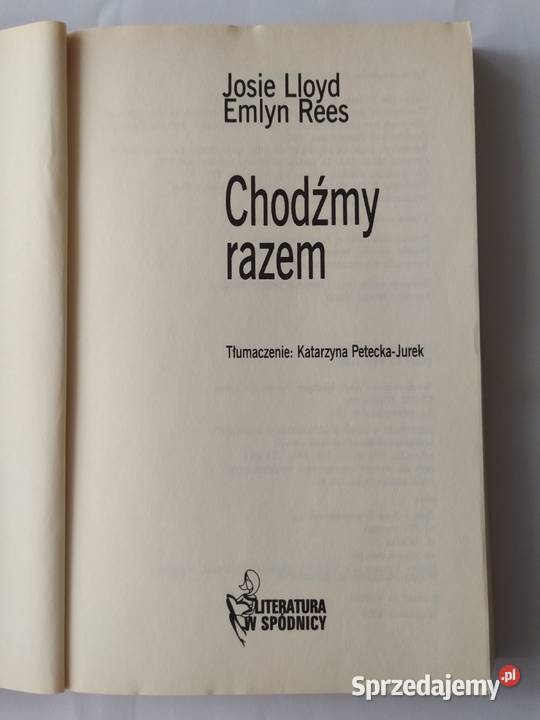 Josie Lloyd
Emlyn Rees
Chodźmy
razem
Tłumaczenie: Katarzyna Petecka-Jurek
LITERATURA
W SPÓDNICY
Sprzedajemy.pl